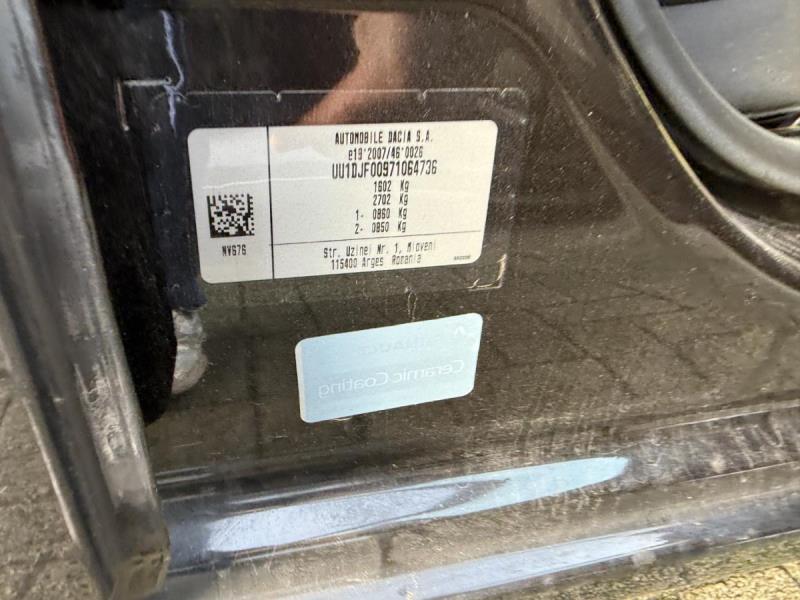 AUTOMOBILE DACIA S.A.
e19*2007/46*0026
UU1DJF00971064736
1602 Kg
2702 Kg
1- 0860 Kg
2- 0850 Kg
NV676
Str. Uzinei Nr. 1, Mioveni
115400 Arges Romania
Ceramic Coating